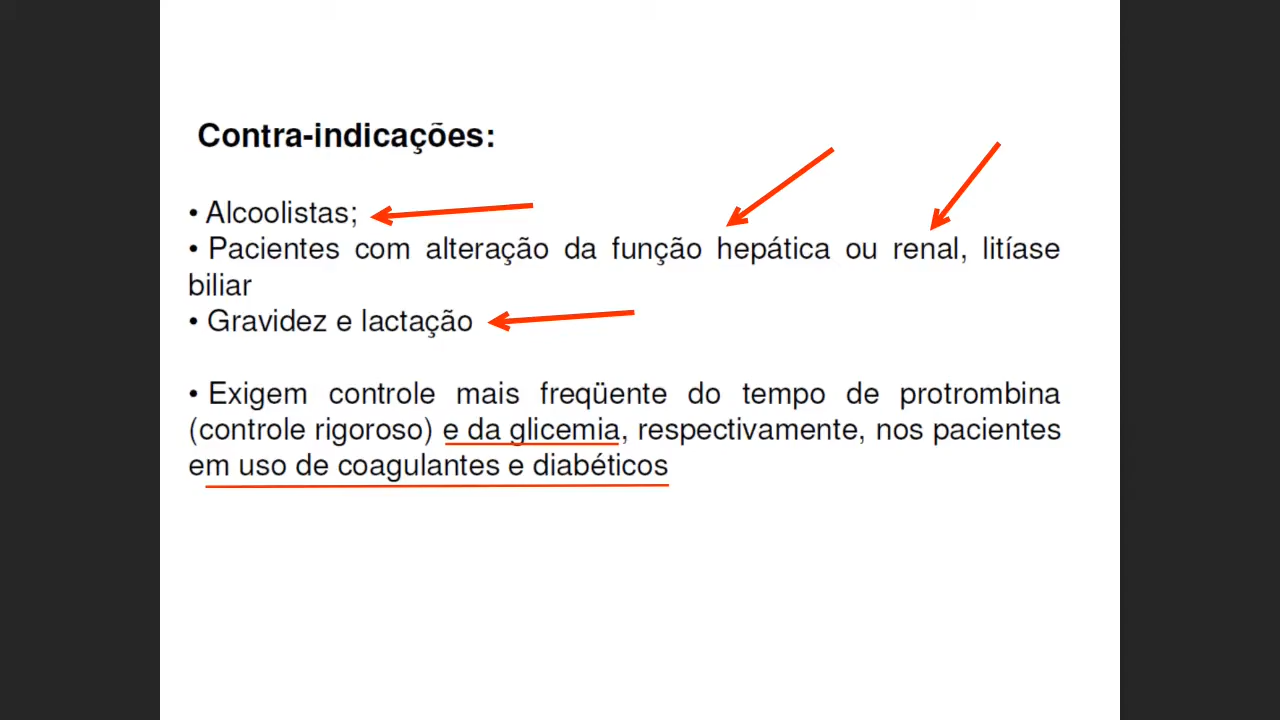 Contra-indicações:
• Alcoolistas;
• Pacientes com alteração da função hepática ou renal, litíase
biliar
• Gravidez e lactação
• Exigem controle mais freqüente do tempo de protrombina
(controle rigoroso) e da glicemia, respectivamente, nos pacientes
em uso de coagulantes e diabéticos